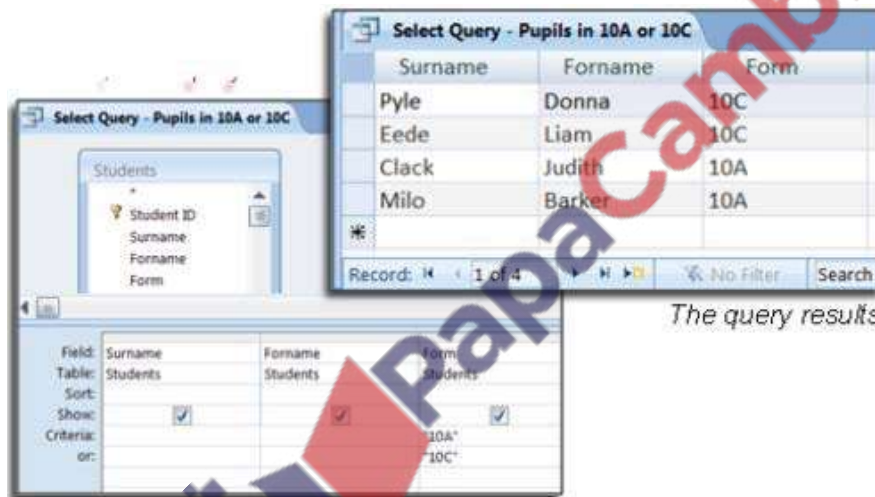 Select Query - Pupils in 10A or 10C
Surname Forname Form
Pyle Donna 10C
Eede Liam 10C
Clack Judith 10A
Milo Barker 10A
Record: 1 of 4 No Filter Search
The query results
Select Query - Pupils in 10A or 10C
Students
*
Student ID
Surname
Forname
Form
Field: Surname Forname Form
Table: Students Students Students
Sort:
Show:
Criteria: "10A"
or: "10C"
PapaCamb